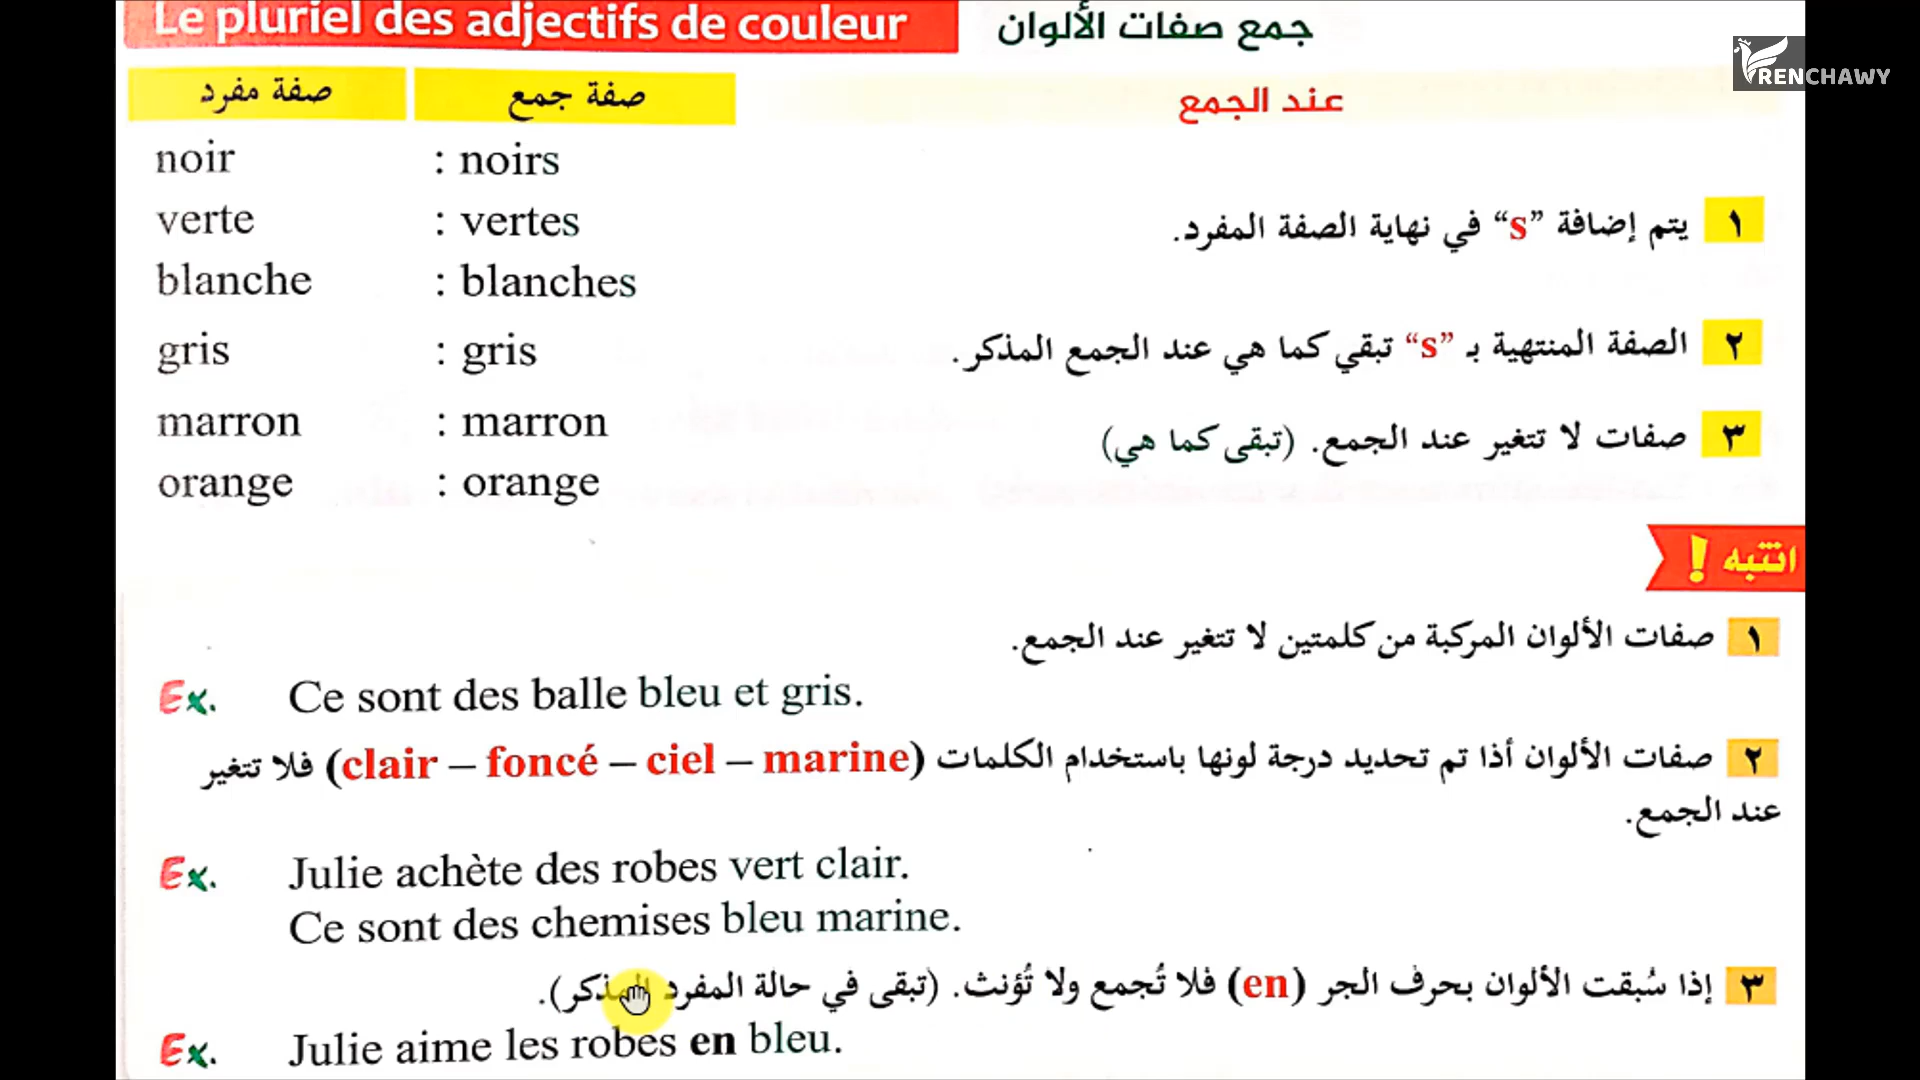 Le pluriel des adjectifs de couleur
جمع صفات الألوان
RENCHAWY
صفة مفرد
صفة جمع
عند الجمع
noir : noirs
verte : vertes
١ يتم إضافة “s” في نهاية الصفة المفرد.
blanche : blanches
gris : gris
٢ الصفة المنتهية بـ “s” تبقي كما هي عند الجمع المذكر.
marron : marron
٣ صفات لا تتغير عند الجمع. (تبقى كما هي)
orange : orange
انتبه !
١ صفات الألوان المركبة من كلمتين لا تتغير عند الجمع.
Ex. Ce sont des balle bleu et gris.
٢ صفات الألوان أذا تم تحديد درجة لونها باستخدام الكلمات (clair – foncé – ciel – marine) فلا تتغير
عند الجمع.
Ex. Julie achète des robes vert clair.
Ce sont des chemises bleu marine.
٣ إذا سُبقت الألوان بحرف الجر (en) فلا تُجمع ولا تُؤنث. (تبقى في حالة المفرد المذكر).
Ex. Julie aime les robes en bleu.